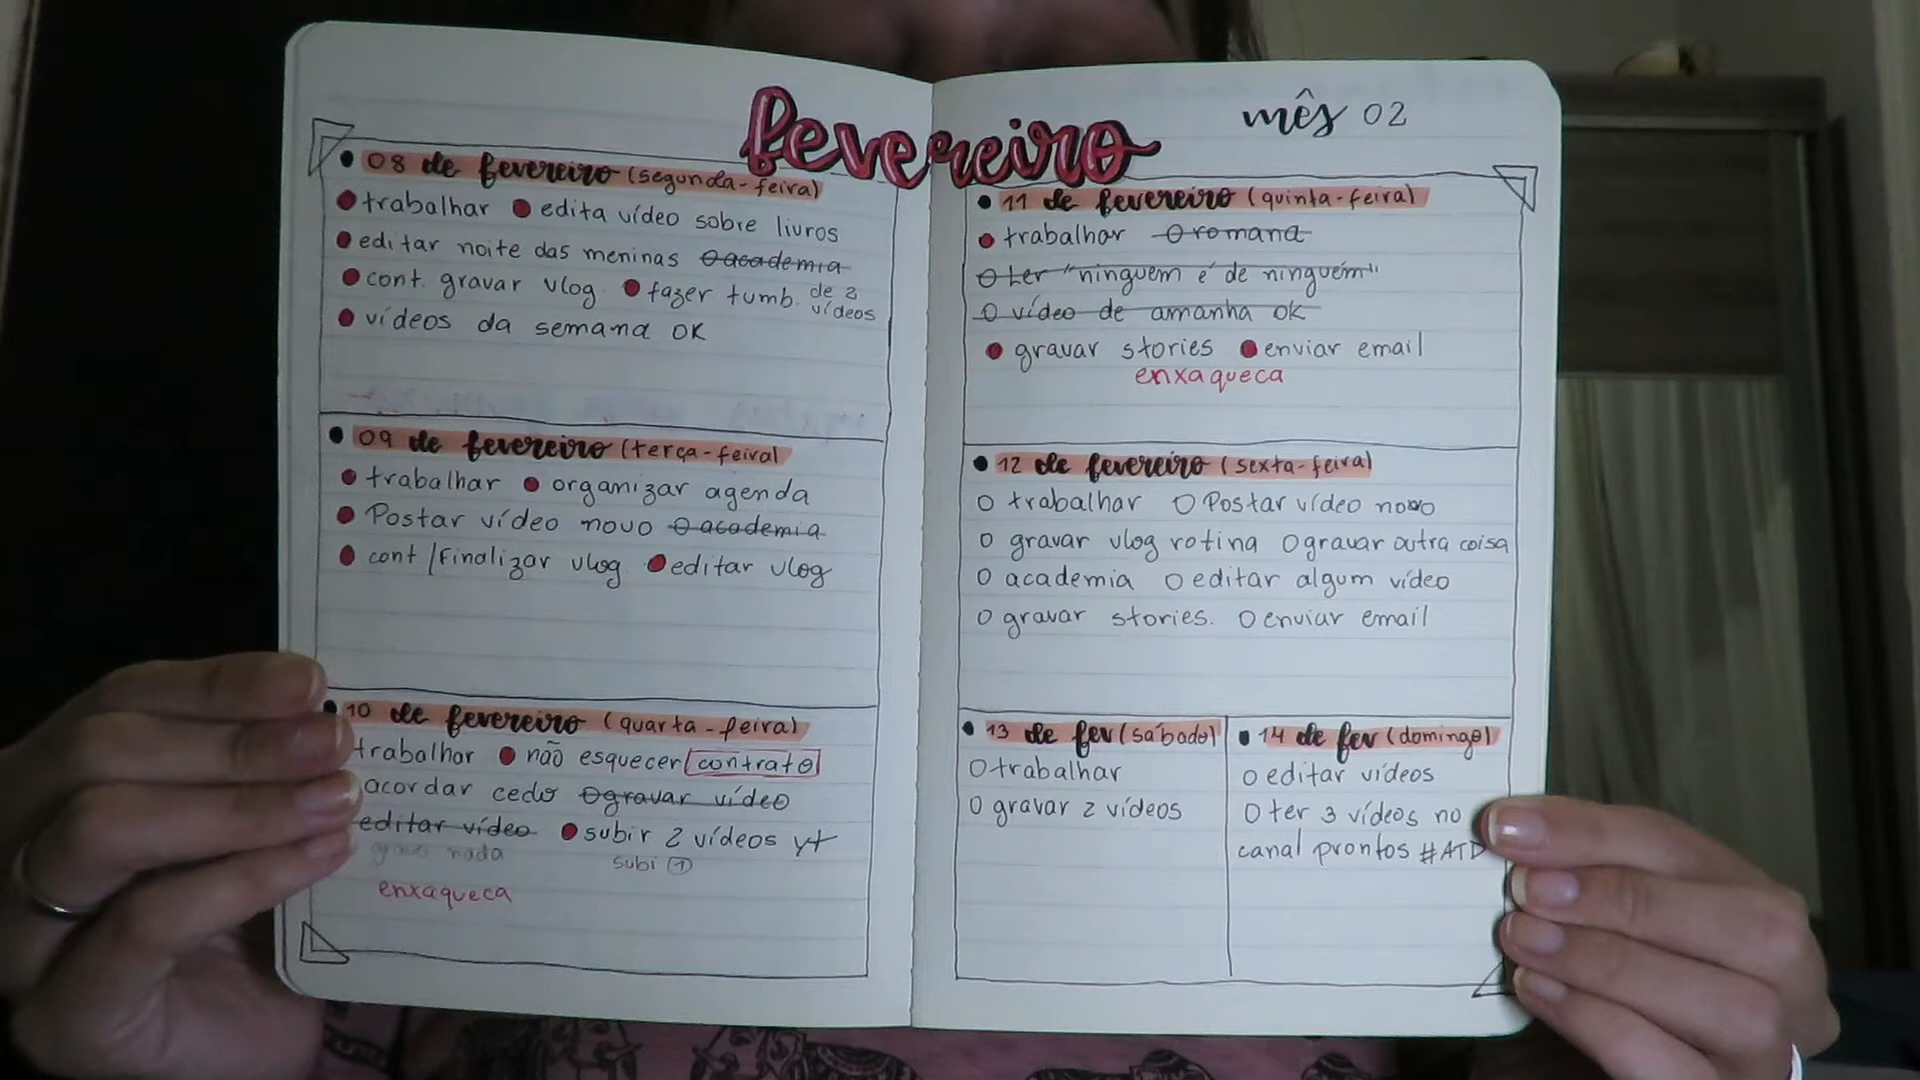 fevereiro
mês 02
08 de fevereiro (segunda-feira)
trabalhar edita vídeo sobre livros
editar noite das meninas academia
cont. gravar vlog fazer tumb. de 2 vídeos
vídeos da semana OK
09 de fevereiro (terça-feira)
trabalhar organizar agenda
Postar vídeo novo academia
cont/finalizar vlog editar vlog
10 de fevereiro (quarta-feira)
trabalhar não esquecer contrato
acordar cedo gravar vídeo
editar vídeo subir 2 vídeos yt
nada subi 1
enxaqueca
11 de fevereiro (quinta-feira)
trabalhar romana
ler "ninguem é de ninguém"
vídeo de amanha OK
gravar stories enviar email
enxaqueca
12 de fevereiro (sexta-feira)
trabalhar Postar vídeo novo
gravar vlog rotina gravar outra coisa
academia editar algum vídeo
gravar stories. enviar email
13 de fev (sábado)
trabalhar
gravar 2 vídeos
14 de fev (domingo)
editar vídeos
ter 3 vídeos no
canal prontos #ATD